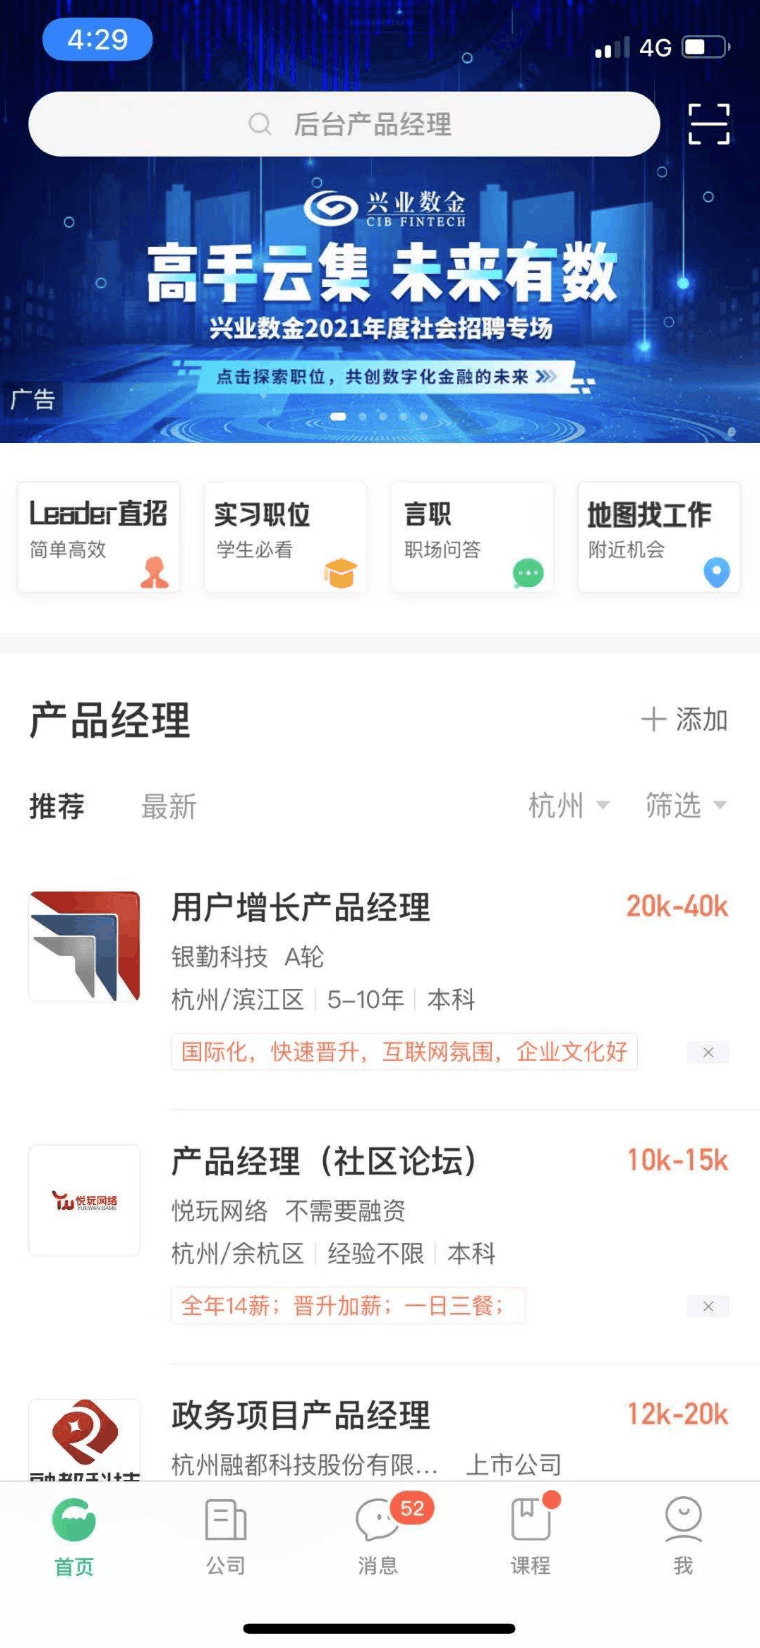 4:29
4G
后台产品经理
兴业数金
CIB FINTECH
高手云集 未来有数
兴业数金2021年度社会招聘专场
点击探索职位，共创数字化金融的未来
广告
Leader直招
简单高效
实习职位
学生必看
言职
职场问答
地图找工作
附近机会
产品经理
添加
推荐 最新 杭州 筛选
用户增长产品经理 20k-40k
银勤科技 A轮
杭州/滨江区 5-10年 本科
国际化，快速晋升，互联网氛围，企业文化好
产品经理（社区论坛） 10k-15k
悦玩网络
YUEWAN GAME
悦玩网络 不需要融资
杭州/余杭区 经验不限 本科
全年14薪；晋升加薪；一日三餐；
政务项目产品经理 12k-20k
融都科技
杭州融都科技股份有限... 上市公司
52
首页 公司 消息 课程 我